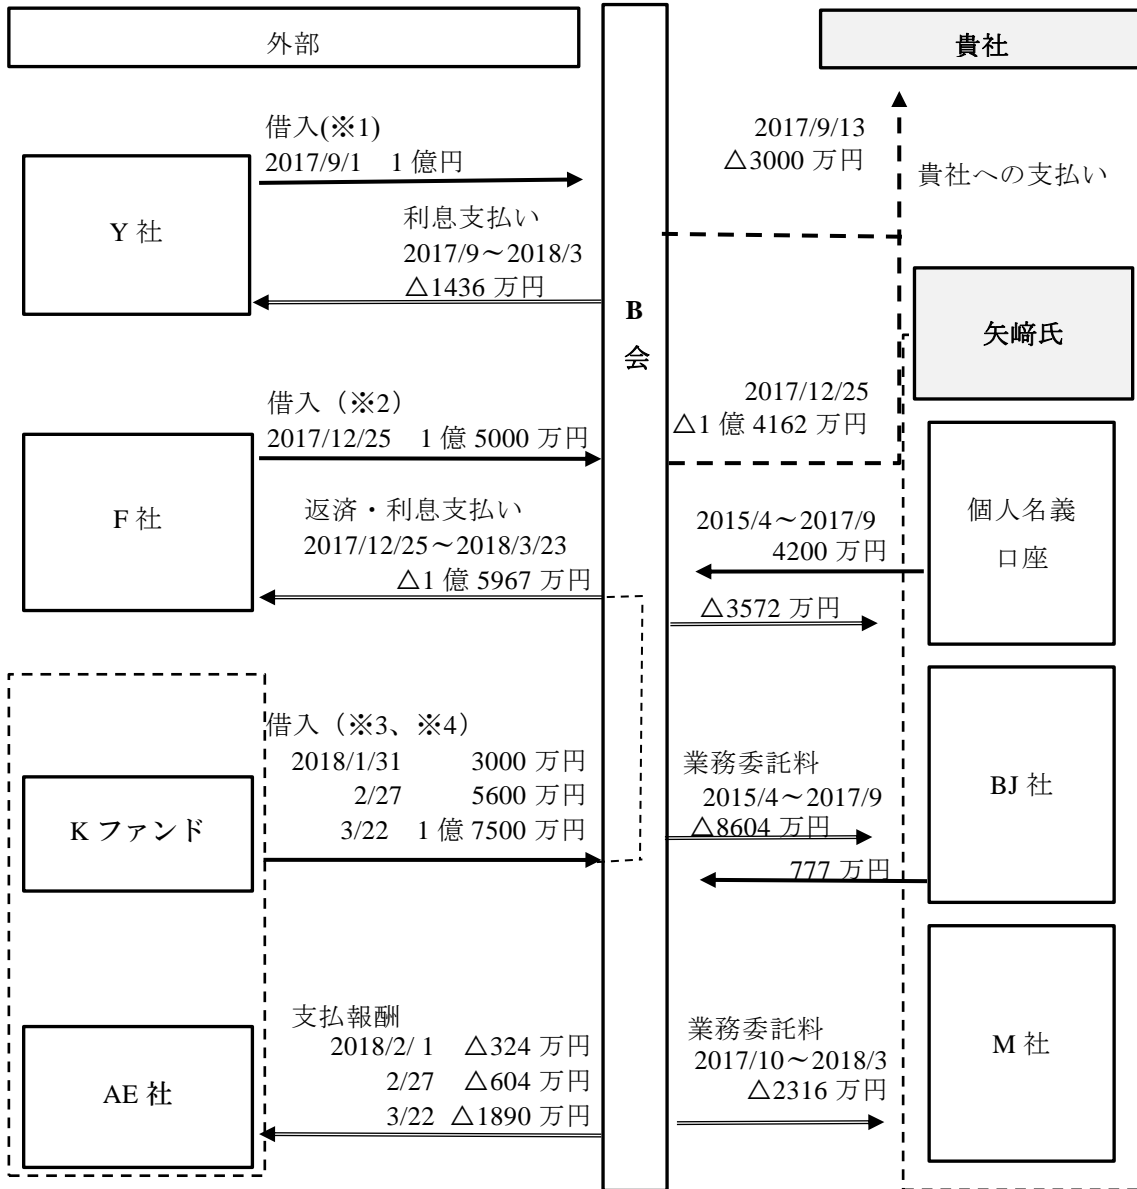 外部
貴社
借入(※1)
2017/9/1 1億円
Y 社
利息支払い
2017/9～2018/3
△1436 万円
B
会
2017/9/13
△3000 万円
貴社への支払い
矢﨑氏
借入（※2）
2017/12/25 1 億 5000 万円
F 社
返済・利息支払い
2017/12/25～2018/3/23
△1 億 5967 万円
2017/12/25
△1 億 4162 万円
2015/4～2017/9
4200 万円
△3572 万円
個人名義
口座
借入（※3、※4）
2018/1/31 3000 万円
2/27 5600 万円
3/22 1 億 7500 万円
K ファンド
業務委託料
2015/4～2017/9
△8604 万円
777 万円
BJ 社
支払報酬
2018/2/ 1 △324 万円
2/27 △604 万円
3/22 △1890 万円
AE 社
業務委託料
2017/10～2018/3
△2316 万円
M 社